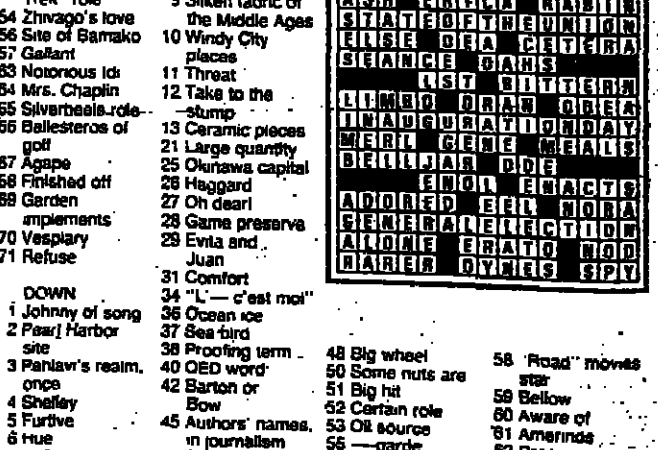 54 Zhivago's love
56 Site of Bamako
57 Gallant
63 Notorious Idi
64 Mrs. Chaplin
65 Silverheels role
66 Ballesteros of
golf
67 Agape
68 Finished off
69 Garden
implements
70 Vespiary
71 Refuse
DOWN
1 Johnny of song
2 Pearl Harbor
site
3 Pahlavi's realm,
once
4 Shelley
5 Furtive
6 Hue
9 Silken fabric of
the Middle Ages
10 Windy City
places
11 Threat
12 Take to the
— stump
13 Ceramic pieces
21 Large quantity
25 Okinawa capital
26 Haggard
27 Oh dear!
28 Game preserve
29 Evita and
Juan
31 Comfort
34 "L'— c'est moi"
36 Ocean ice
37 Sea bird
38 Proofing term
40 OED word
42 Barton or
Bow
45 Authors' names,
in journalism
STATEOFTHEUNION
ELSE DEA CETERA
SEANCE DAHS
LST BITTERN
LIMBO DRAW OBEA
INAUGURATIONDAY
MERL GENE MEALS
BELLJAR ODE
ENOL ENACTS
ADORED EEL NORA
GENERALELECTION
ALONE ERATO NOD
RARER DYNES SPY
48 Big wheel
50 Some nuts are
51 Big hit
52 Certain role
53 Oil source
55 —-garde
58 "Road" movies
star
59 Bellow
60 Aware of
61 Amerinds